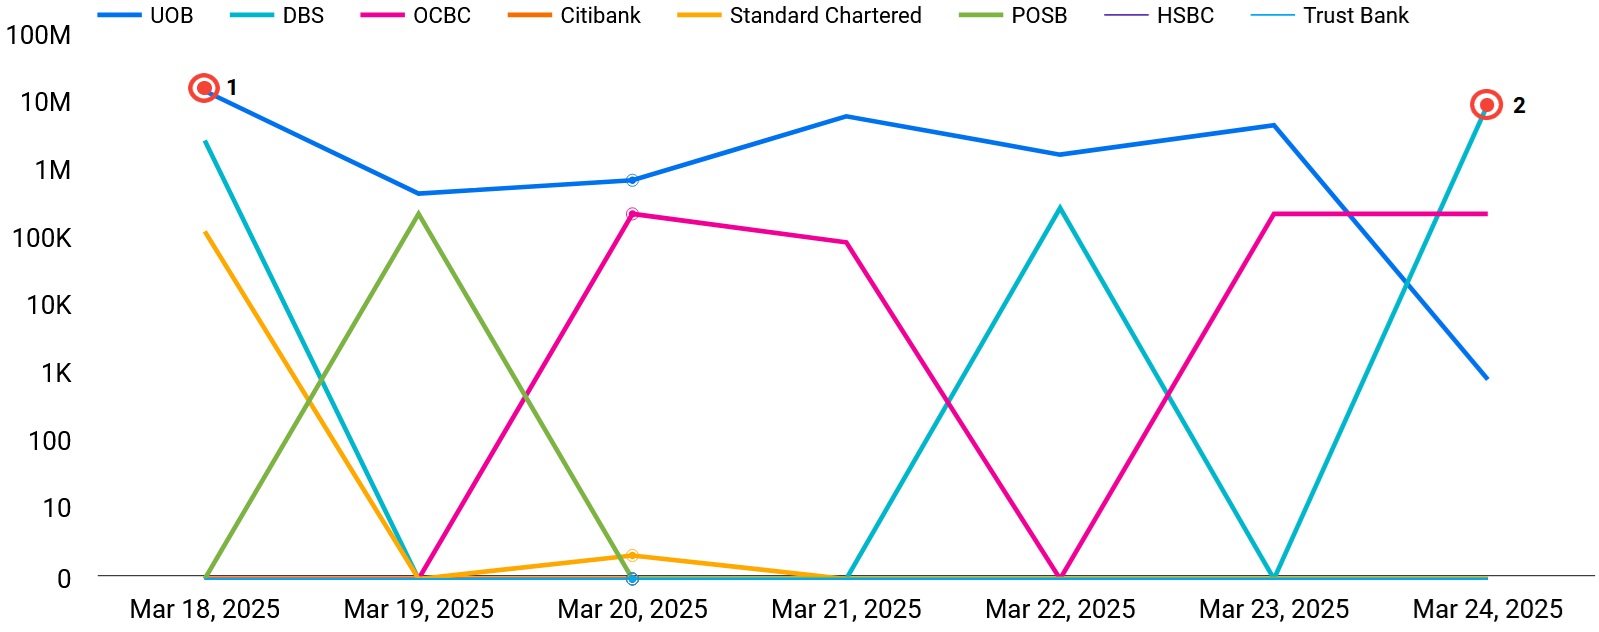 UOB DBS OCBC Citibank Standard Chartered POSB HSBC Trust Bank
100M
10M
1M
100K
10K
1K
100
10
0
1
2
Mar 18, 2025 Mar 19, 2025 Mar 20, 2025 Mar 21, 2025 Mar 22, 2025 Mar 23, 2025 Mar 24, 2025